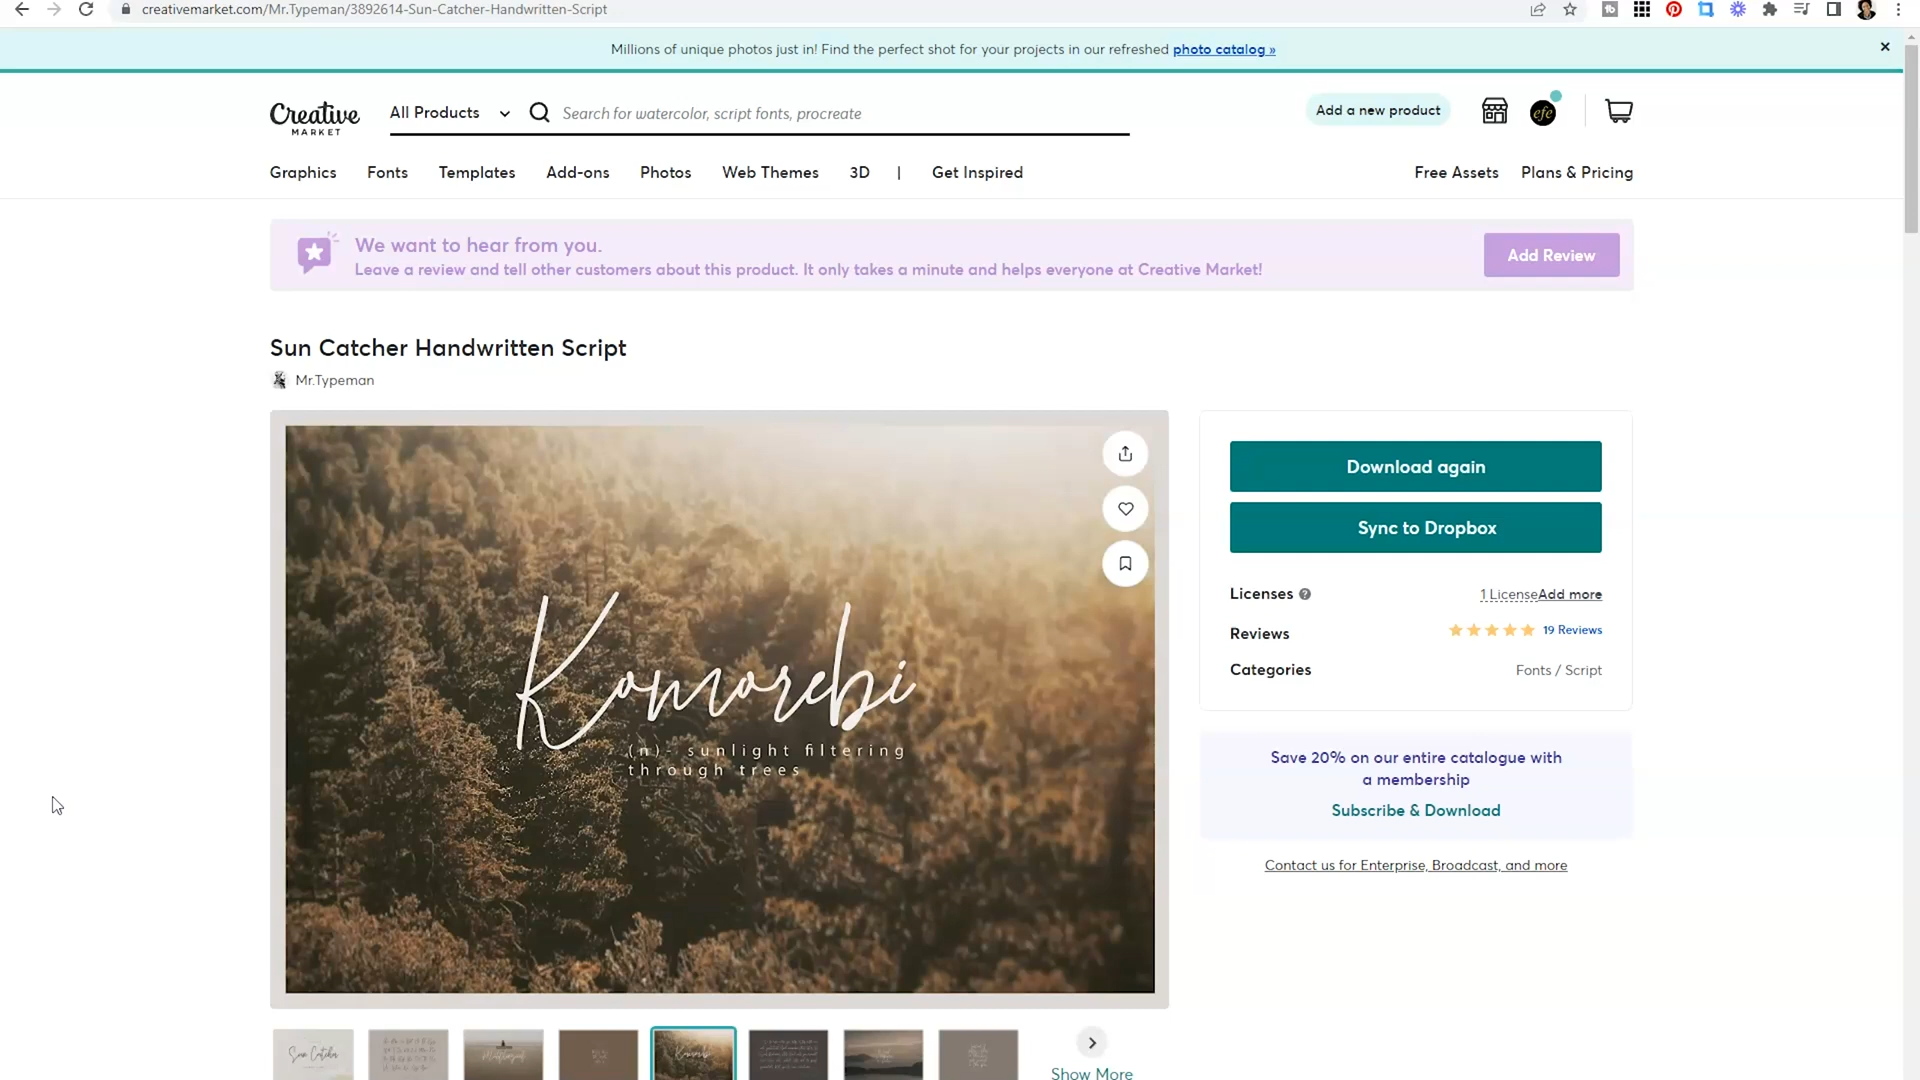 creativemarket.com/Mr.Typeman/3892614-Sun-Catcher-Handwritten-Script
Millions of unique photos just in! Find the perfect shot for your projects in our refreshed photo catalog »
Creative
MARKET
All Products
Search for watercolor, script fonts, procreate
Add a new product
efe
Graphics
Fonts
Templates
Add-ons
Photos
Web Themes
3D
|
Get Inspired
Free Assets
Plans & Pricing
We want to hear from you.
Leave a review and tell other customers about this product. It only takes a minute and helps everyone at Creative Market!
Add Review
Sun Catcher Handwritten Script
Mr.Typeman
Komorebi
(n)- sunlight filtering
through trees
Download again
Sync to Dropbox
Licenses ?
1 LicenseAdd more
Reviews
19 Reviews
Categories
Fonts / Script
Save 20% on our entire catalogue with
a membership
Subscribe & Download
Contact us for Enterprise, Broadcast, and more
Sun Catcher
Komorebi
Show More